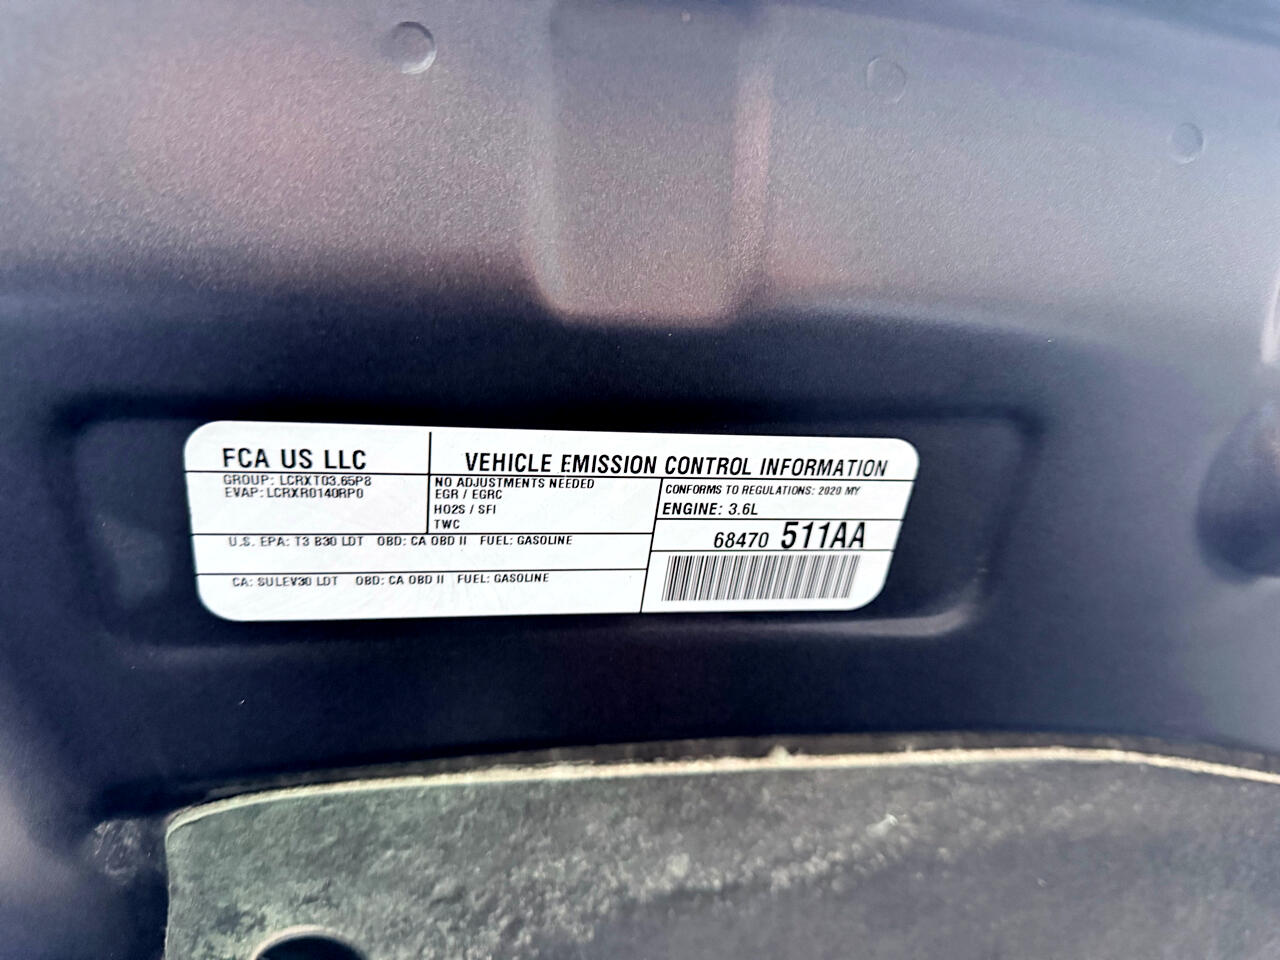 FCA US LLC
GROUP: LCRXT03.65P8
EVAP: LCRXR0140RP0
VEHICLE EMISSION CONTROL INFORMATION
NO ADJUSTMENTS NEEDED
EGR / EGRC
HO2S / SFI
TWC
CONFORMS TO REGULATIONS: 2020 MY
ENGINE: 3.6L
68470 511AA
U.S. EPA: T3 B30 LDT OBD: CA OBD II FUEL: GASOLINE
CA: SULEV30 LDT OBD: CA OBD II FUEL: GASOLINE